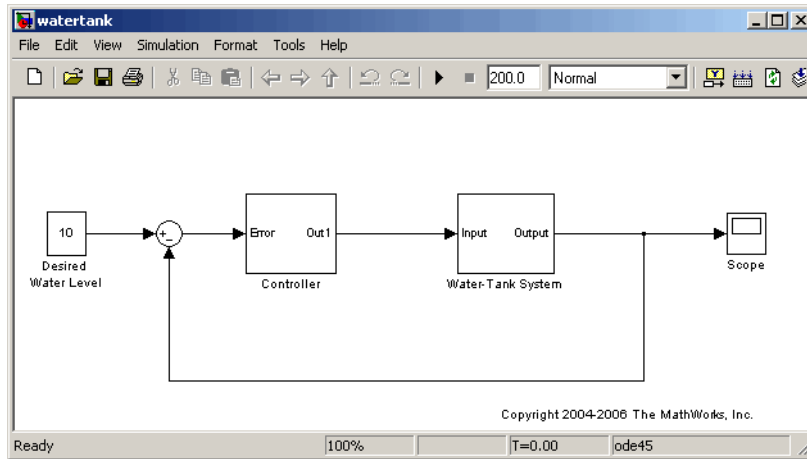 watertank
File Edit View Simulation Format Tools Help
200.0 Normal
10
Desired
Water Level
+
-
Error Out1
Controller
Input Output
Water-Tank System
Scope
Copyright 2004-2006 The MathWorks, Inc.
Ready 100% T=0.00 ode45